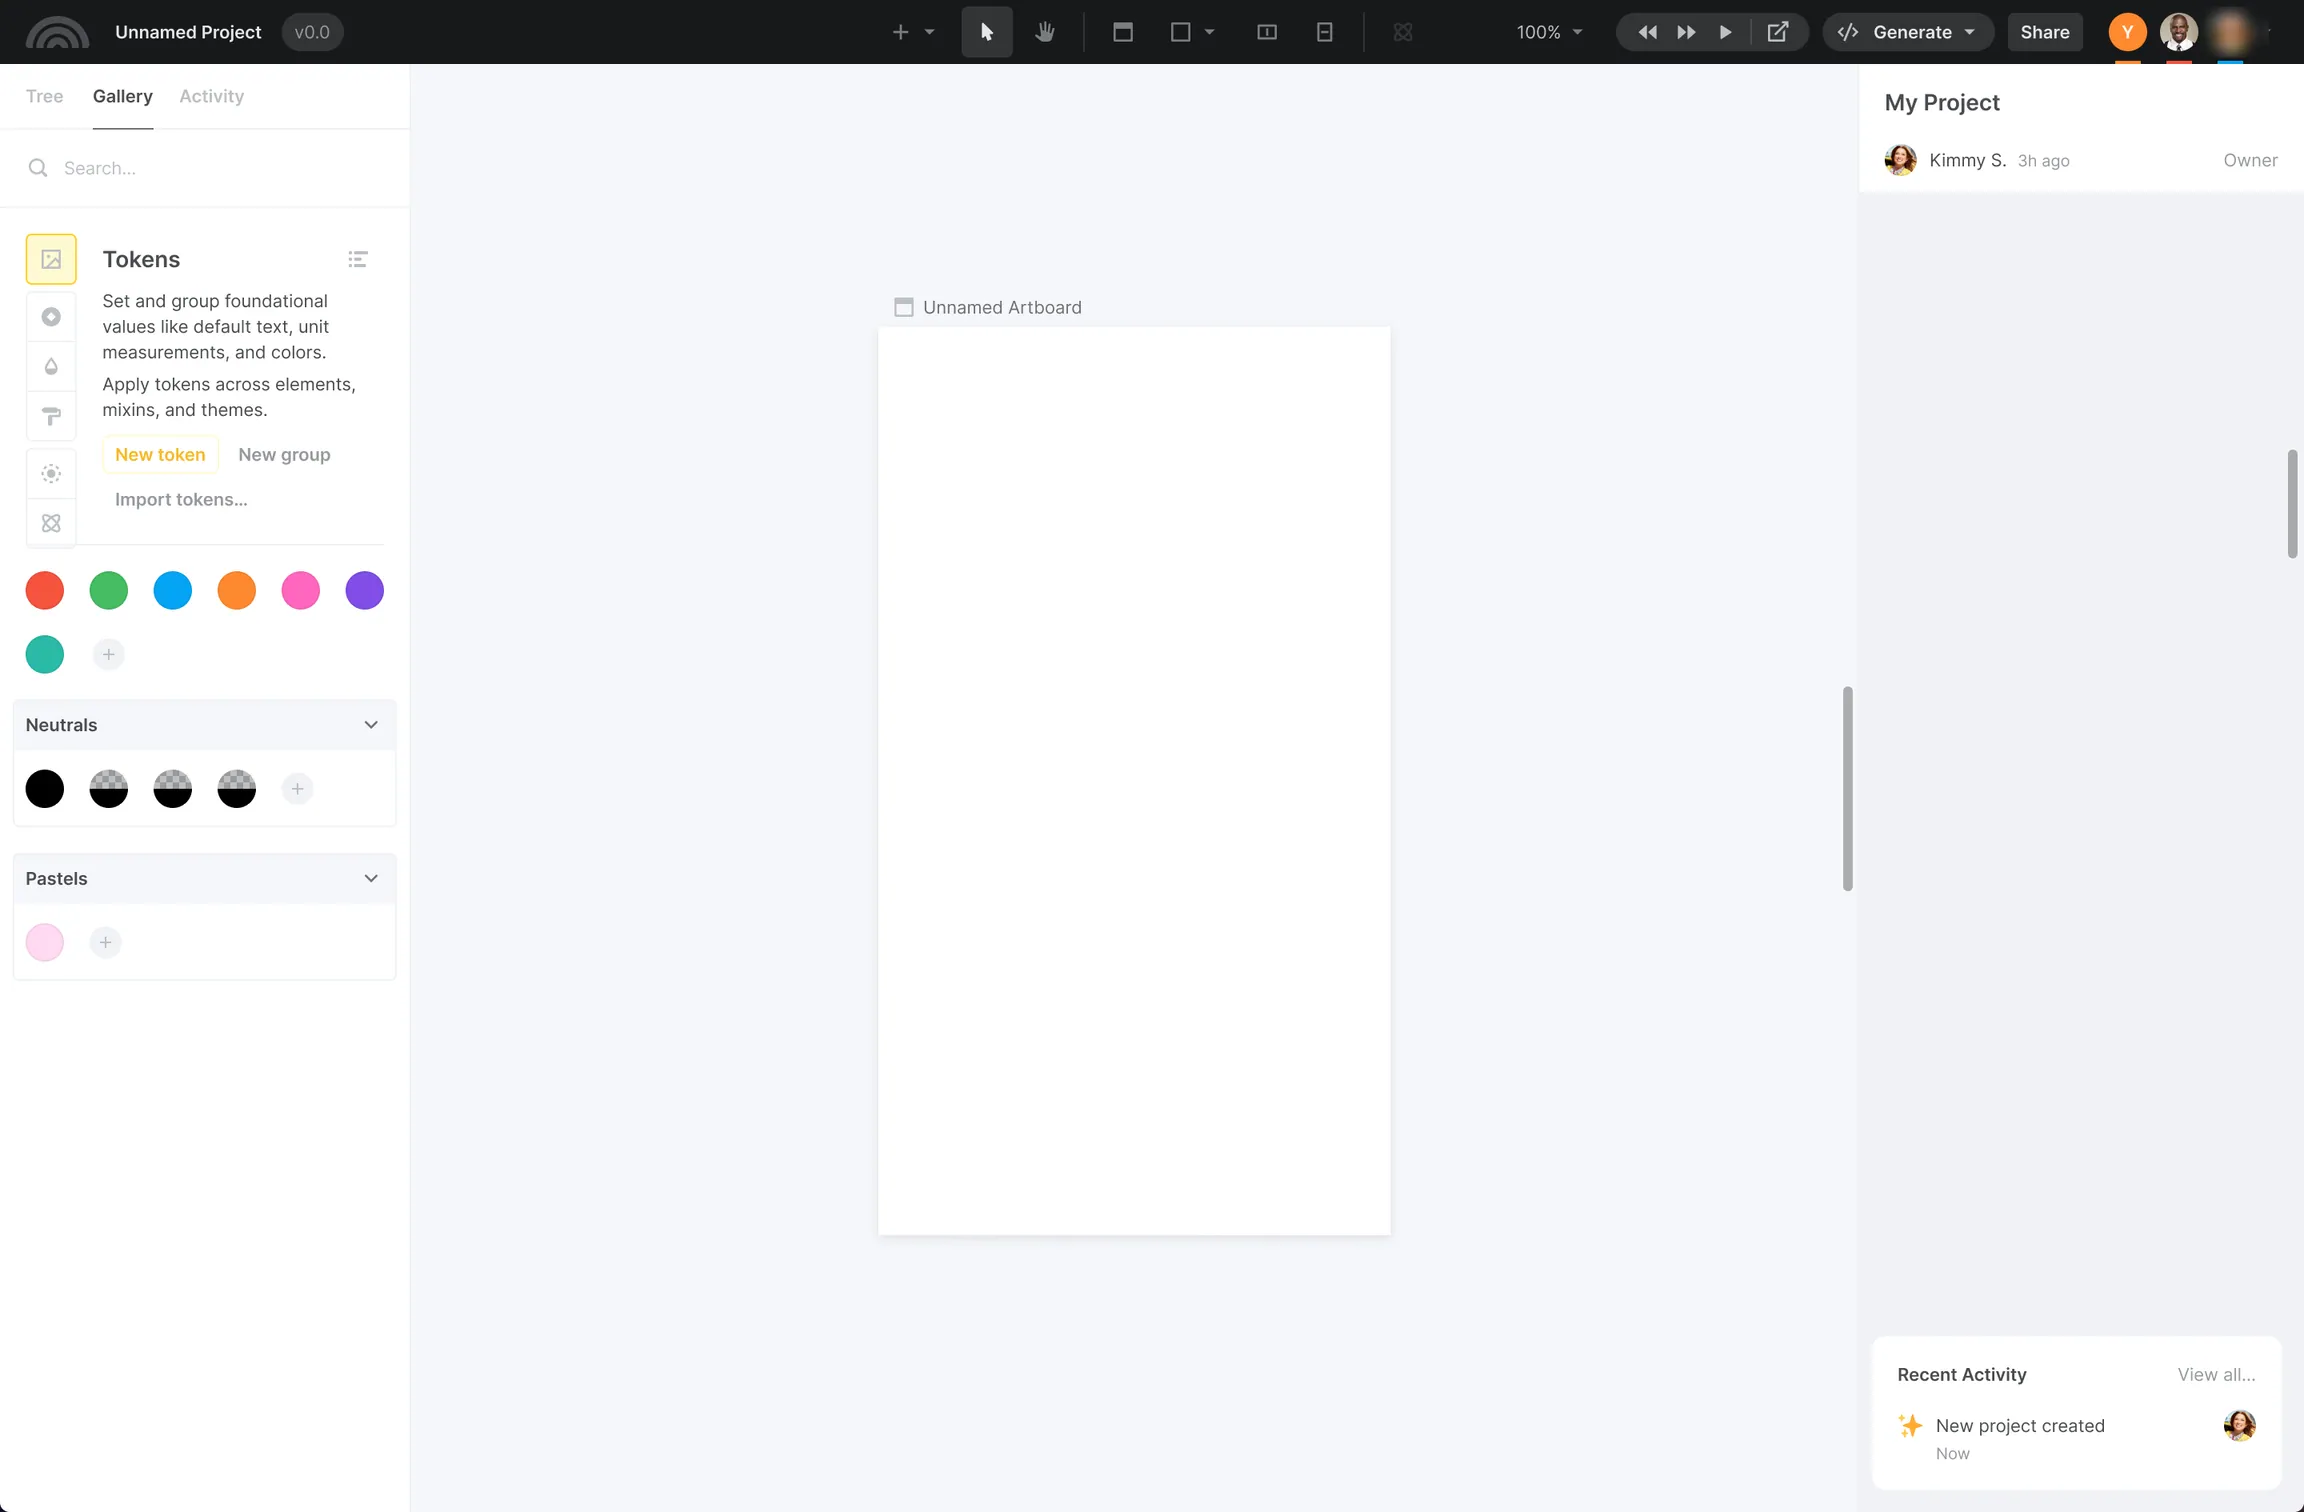 Unnamed Project v0.0
100%
Generate
Share
Y
Tree Gallery Activity
Search...
Tokens
Set and group foundational
values like default text, unit
measurements, and colors.
Apply tokens across elements,
mixins, and themes.
New token New group
Import tokens...
Neutrals
Pastels
Unnamed Artboard
My Project
Kimmy S. 3h ago Owner
Recent Activity View all...
New project created
Now